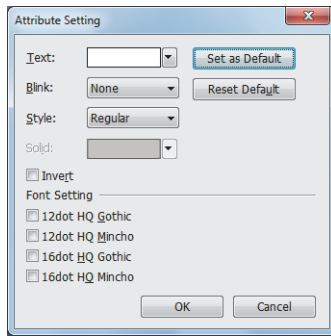 Attribute Setting
Text: Set as Default
Blink: None Reset Default
Style: Regular
Solid:
Invert
Font Setting
12dot HQ Gothic
12dot HQ Mincho
16dot HQ Gothic
16dot HQ Mincho
OK Cancel